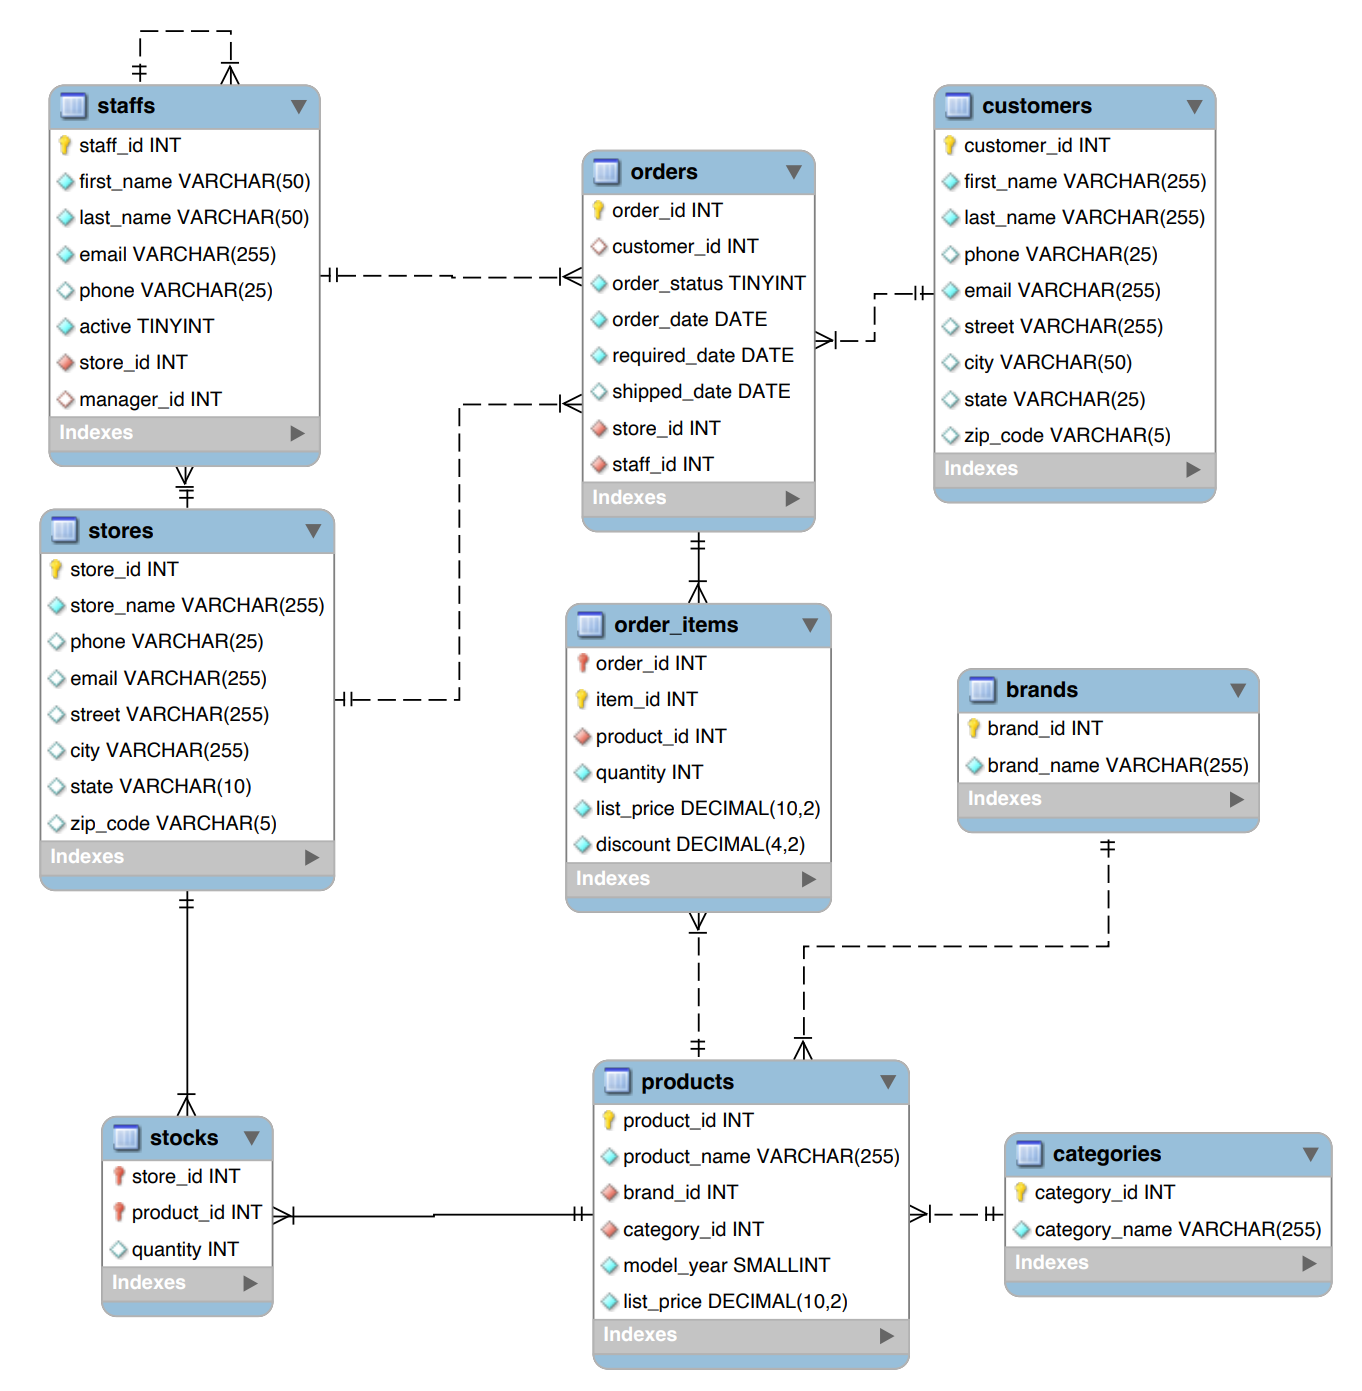 staffs
staff_id INT
first_name VARCHAR(50)
last_name VARCHAR(50)
email VARCHAR(255)
phone VARCHAR(25)
active TINYINT
store_id INT
manager_id INT
Indexes
stores
store_id INT
store_name VARCHAR(255)
phone VARCHAR(25)
email VARCHAR(255)
street VARCHAR(255)
city VARCHAR(255)
state VARCHAR(10)
zip_code VARCHAR(5)
Indexes
stocks
store_id INT
product_id INT
quantity INT
Indexes
orders
order_id INT
customer_id INT
order_status TINYINT
order_date DATE
required_date DATE
shipped_date DATE
store_id INT
staff_id INT
Indexes
order_items
order_id INT
item_id INT
product_id INT
quantity INT
list_price DECIMAL(10,2)
discount DECIMAL(4,2)
Indexes
products
product_id INT
product_name VARCHAR(255)
brand_id INT
category_id INT
model_year SMALLINT
list_price DECIMAL(10,2)
Indexes
customers
customer_id INT
first_name VARCHAR(255)
last_name VARCHAR(255)
phone VARCHAR(25)
email VARCHAR(255)
street VARCHAR(255)
city VARCHAR(50)
state VARCHAR(25)
zip_code VARCHAR(5)
Indexes
brands
brand_id INT
brand_name VARCHAR(255)
Indexes
categories
category_id INT
category_name VARCHAR(255)
Indexes